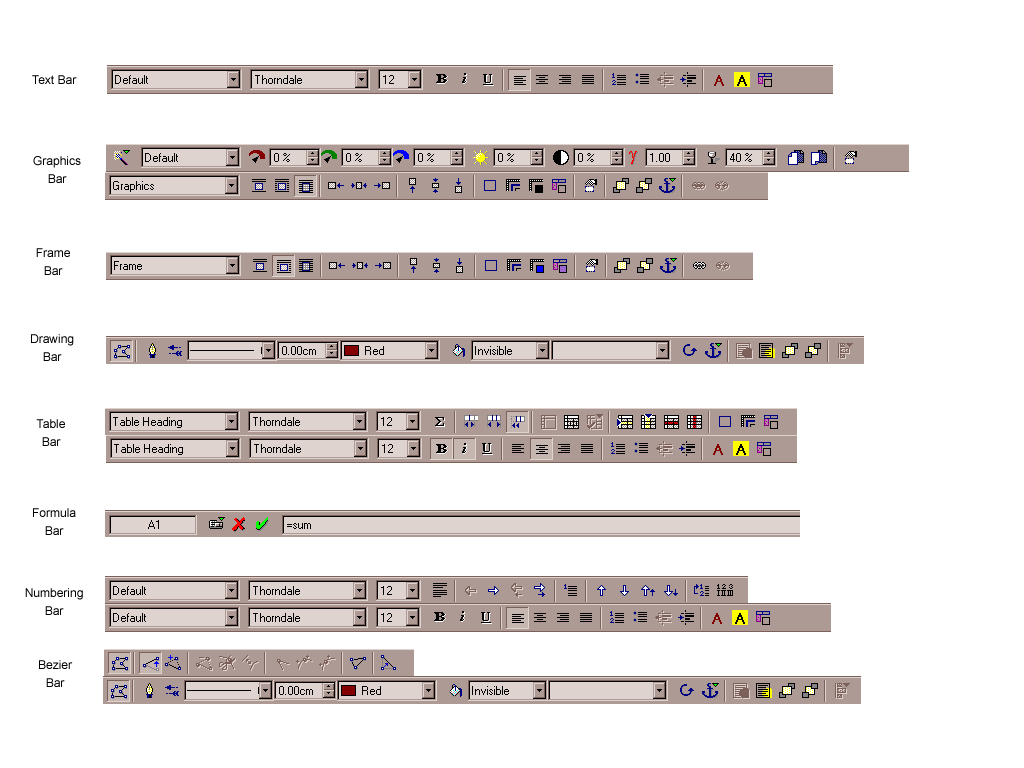 Text Bar
Default Thorndale 12 B i U A A
Graphics
Bar
Default 0 % 0 % 0 % 0 % 0 % 1.00 40 %
Graphics
Frame
Bar
Frame
Drawing
Bar
0.00cm Red Invisible
Table
Bar
Table Heading Thorndale 12 Σ
Table Heading Thorndale 12 B i U A A
Formula
Bar
A1 =sum
Numbering
Bar
Default Thorndale 12
Default Thorndale 12 B i U A A
Bezier
Bar
0.00cm Red Invisible